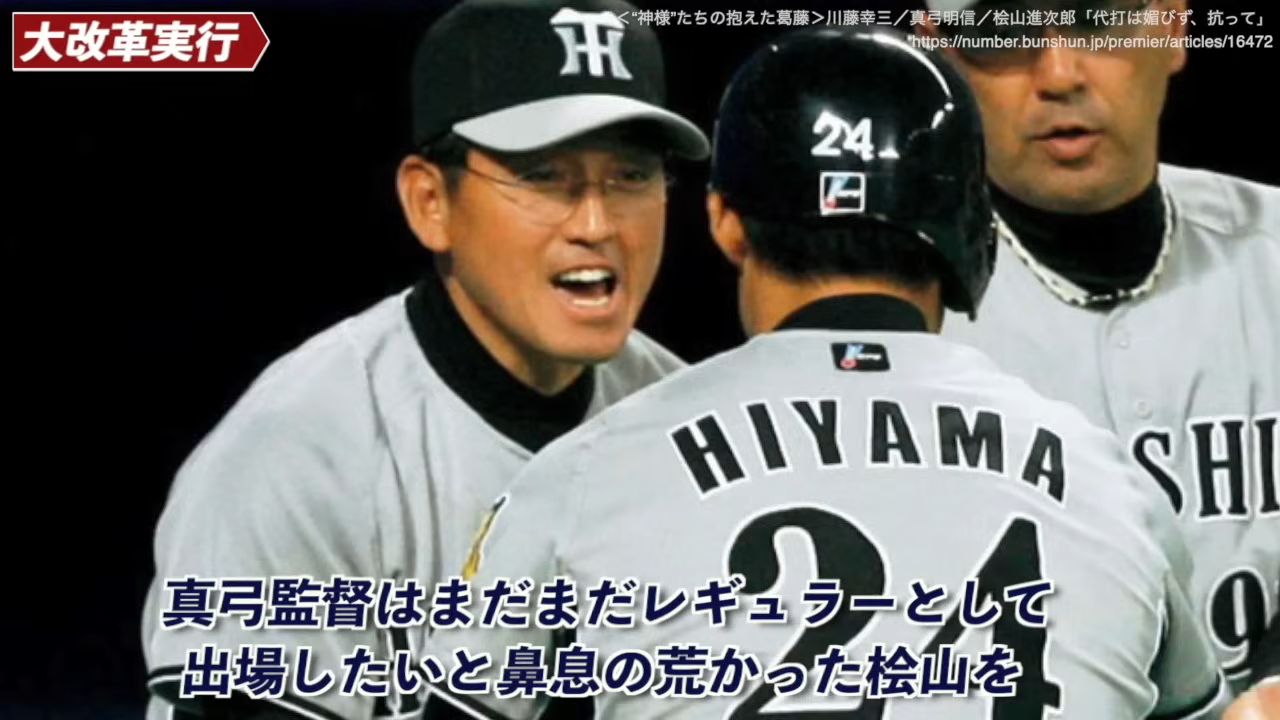 大改革実行
＜“神様”たちの抱えた葛藤＞川藤幸三／真弓明信／桧山進次郎「代打は媚びず、抗って」
"https://number.bunshun.jp/premier/articles/16472
TH
24
HIYAMA
24
SHI
9
真弓監督はまだまだレギュラーとして
出場したいと鼻息の荒かった桧山を